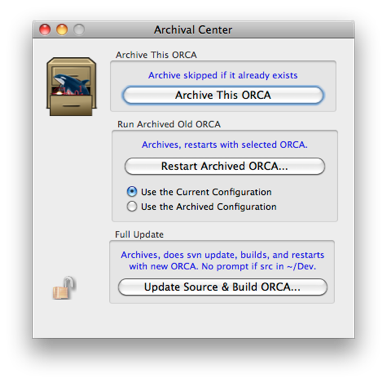 Archival Center
Archive This ORCA
Archive skipped if it already exists
Archive This ORCA
Run Archived Old ORCA
Archives, restarts with selected ORCA.
Restart Archived ORCA...
Use the Current Configuration
Use the Archived Configuration
Full Update
Archives, does svn update, builds, and restarts
with new ORCA. No prompt if src in ~/Dev.
Update Source & Build ORCA...